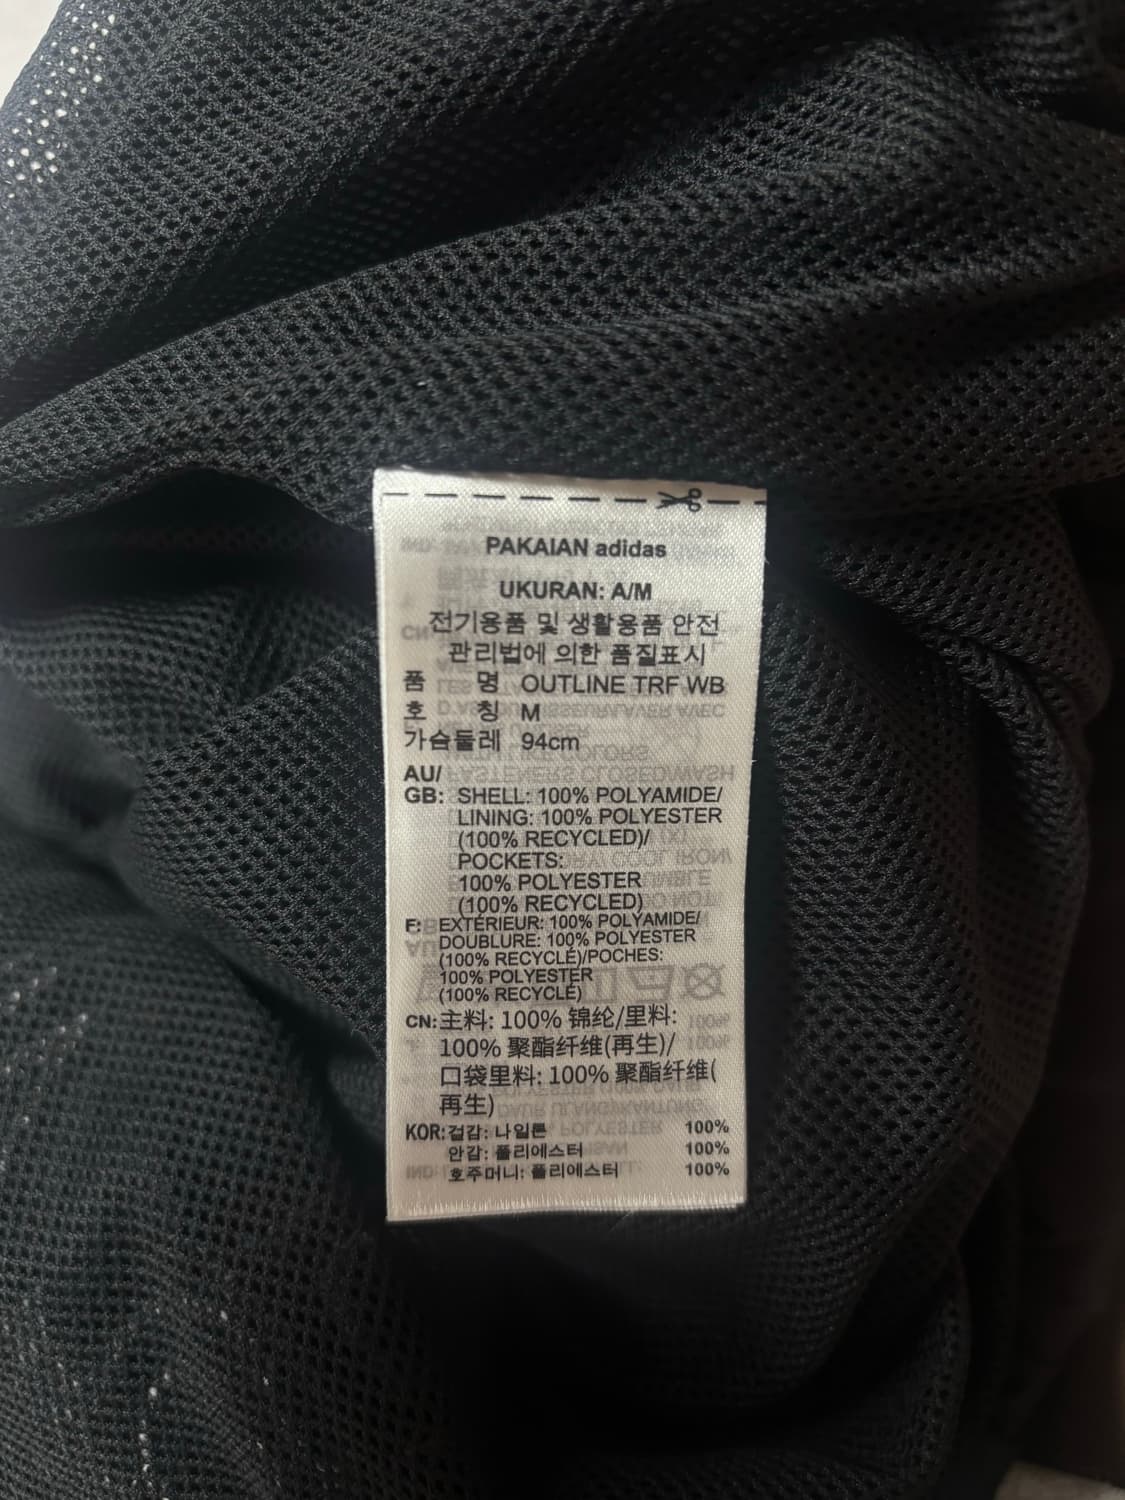 PAKAIAN adidas
UKURAN: A/M
전기용품 및 생활용품 안전
관리법에 의한 품질표시
품 명 OUTLINE TRF WB
호 칭 M
가슴둘레 94cm
AU/
GB: SHELL: 100% POLYAMIDE/
LINING: 100% POLYESTER
(100% RECYCLED)/
POCKETS:
100% POLYESTER
(100% RECYCLED)
F: EXTÉRIEUR: 100% POLYAMIDE/
DOUBLURE: 100% POLYESTER
(100% RECYCLÉ)/POCHES:
100% POLYESTER
(100% RECYCLÉ)
CN: 主料: 100% 锦纶/里料:
100% 聚酯纤维(再生)/
口袋里料: 100% 聚酯纤维(
再生)
KOR: 겉감: 나일론 100%
안감: 폴리에스터 100%
호주머니: 폴리에스터 100%